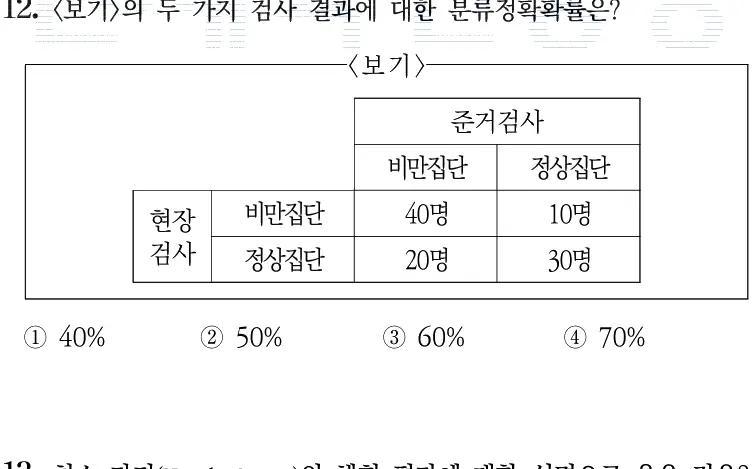 12. 〈보기〉의 두 가지 검사 결과에 대한 분류정확확률은?
〈보기〉
준거검사
비만집단 정상집단
현장
검사
비만집단 40명 10명
정상집단 20명 30명
① 40% ② 50% ③ 60% ④ 70%